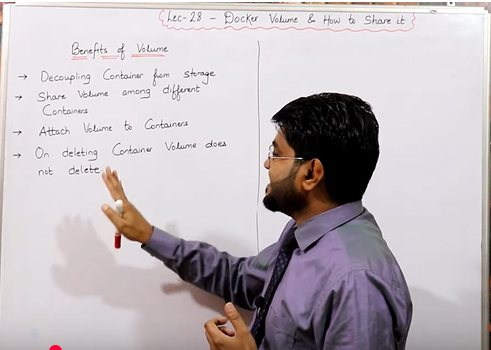 Lec-28 - Docker Volume & How to Share it
Benefits of Volume
→ Decoupling Container from storage
→ Share Volume among different
Containers
→ Attach Volume to Containers
→ On deleting Container Volume does
not delete